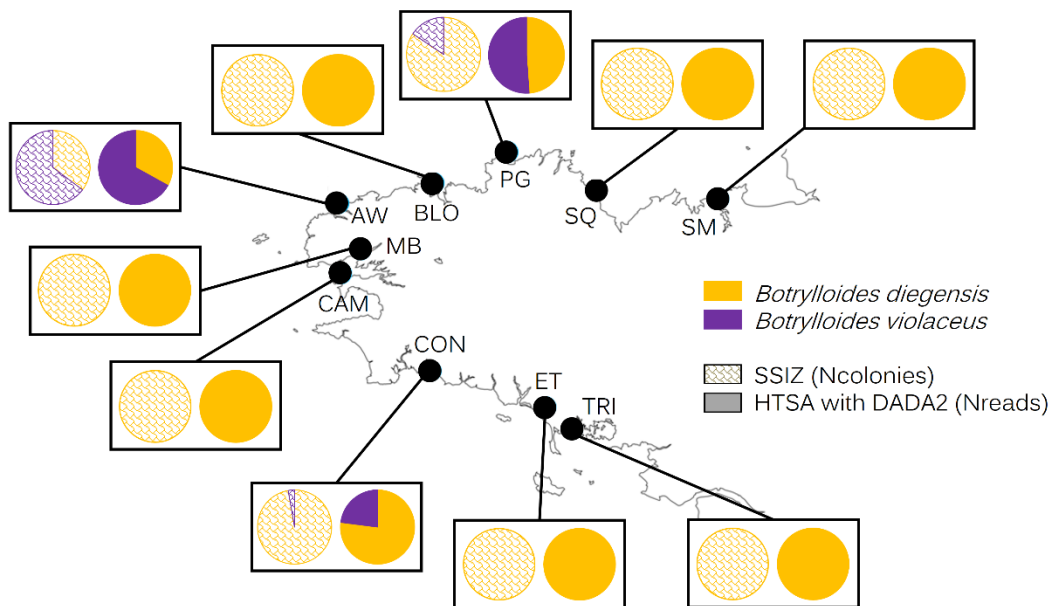 PG
AW
BLO
SQ
SM
MB
CAM
CON
ET
TRI
Botrylloides diegensis
Botrylloides violaceus
SSIZ (Ncolonies)
HTSA with DADA2 (Nreads)